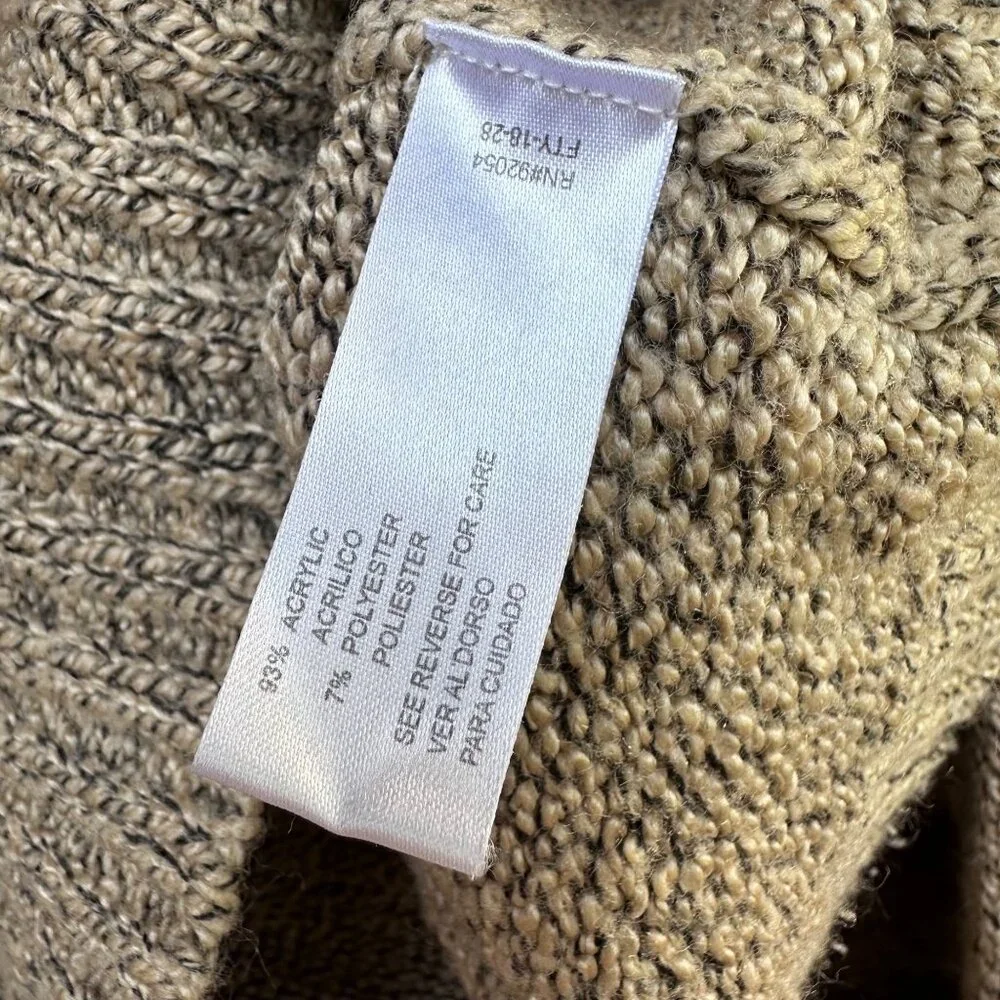 RN#92054
FTY-18-28
93% ACRYLIC
ACRILICO
7% POLYESTER
POLIESTER
SEE REVERSE FOR CARE
VER AL DORSO
PARA CUIDADO